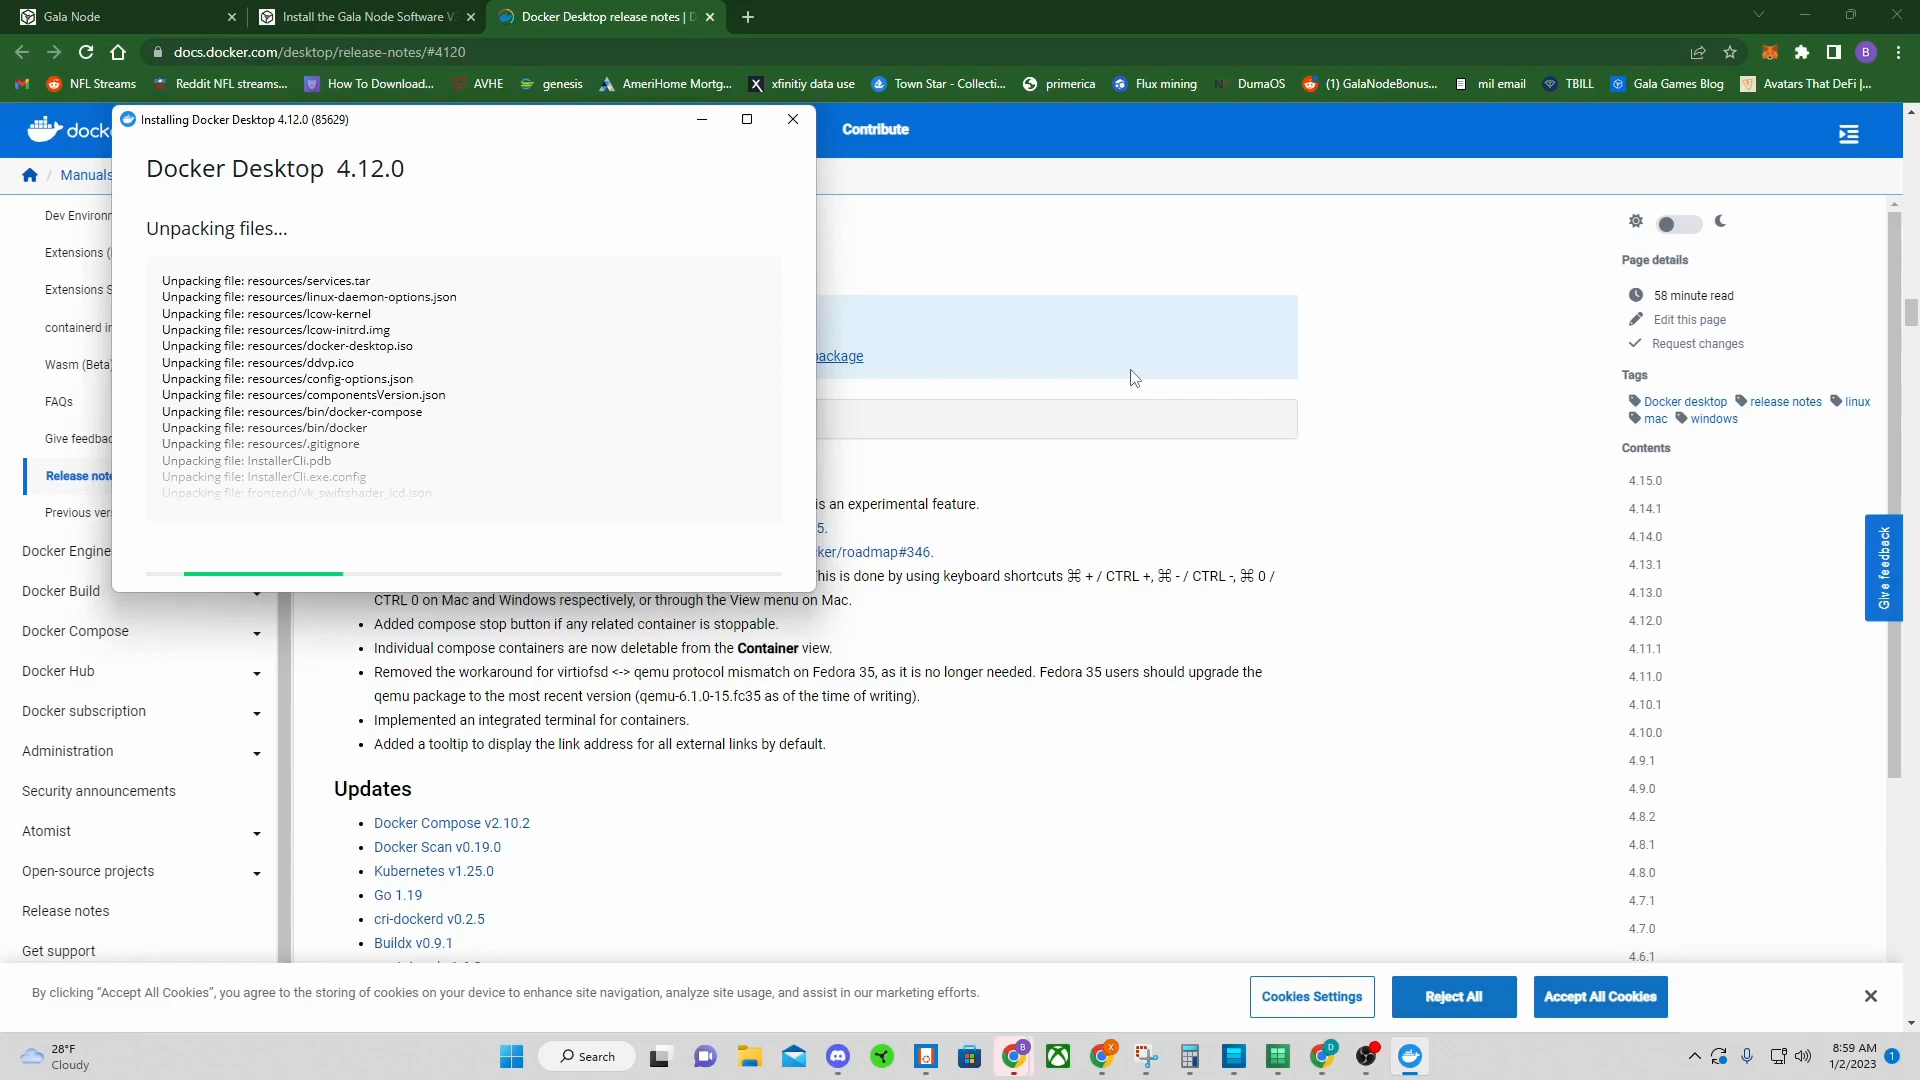 Gala Node
Install the Gala Node Software V
Docker Desktop release notes | D
docs.docker.com/desktop/release-notes/#4120
B
NFL Streams
Reddit NFL streams...
How To Download...
AVHE
genesis
AmeriHome Mortg...
xfinitiy data use
Town Star - Collecti...
primerica
Flux mining
DumaOS
(1) GalaNodeBonus...
mil email
TBILL
Gala Games Blog
Avatars That DeFi |...
Installing Docker Desktop 4.12.0 (85629)
Docker Desktop 4.12.0
Unpacking files...
Unpacking file: resources/services.tar
Unpacking file: resources/linux-daemon-options.json
Unpacking file: resources/lcow-kernel
Unpacking file: resources/lcow-initrd.img
Unpacking file: resources/docker-desktop.iso
Unpacking file: resources/ddvp.ico
Unpacking file: resources/config-options.json
Unpacking file: resources/componentsVersion.json
Unpacking file: resources/bin/docker-compose
Unpacking file: resources/bin/docker
Unpacking file: resources/.gitignore
Unpacking file: InstallerCli.pdb
Unpacking file: InstallerCli.exe.config
Unpacking file: frontend/vk_swiftshader_icd.json
docke
Contribute
/ Manuals
Dev Environ
Extensions (
Extensions S
containerd i
Wasm (Beta)
FAQs
Give feedbac
Release note
Previous ver
Docker Engine
Docker Build
Docker Compose
Docker Hub
Docker subscription
Administration
Security announcements
Atomist
Open-source projects
Release notes
Get support
package
is an experimental feature.
5.
cker/roadmap#346.
This is done by using keyboard shortcuts ⌘ + / CTRL +, ⌘ - / CTRL -, ⌘ 0 /
CTRL 0 on Mac and Windows respectively, or through the View menu on Mac.
• Added compose stop button if any related container is stoppable.
• Individual compose containers are now deletable from the Container view.
• Removed the workaround for virtiofsd <-> qemu protocol mismatch on Fedora 35, as it is no longer needed. Fedora 35 users should upgrade the
qemu package to the most recent version (qemu-6.1.0-15.fc35 as of the time of writing).
• Implemented an integrated terminal for containers.
• Added a tooltip to display the link address for all external links by default.
Updates
• Docker Compose v2.10.2
• Docker Scan v0.19.0
• Kubernetes v1.25.0
• Go 1.19
• cri-dockerd v0.2.5
• Buildx v0.9.1
Page details
58 minute read
Edit this page
Request changes
Tags
Docker desktop release notes linux
mac windows
Contents
4.15.0
4.14.1
4.14.0
4.13.1
4.13.0
4.12.0
4.11.1
4.11.0
4.10.1
4.10.0
4.9.1
4.9.0
4.8.2
4.8.1
4.8.0
4.7.1
4.7.0
4.6.1
Give feedback
By clicking “Accept All Cookies”, you agree to the storing of cookies on your device to enhance site navigation, analyze site usage, and assist in our marketing efforts.
Cookies Settings
Reject All
Accept All Cookies
28°F
Cloudy
Search
8:59 AM
1/2/2023
1